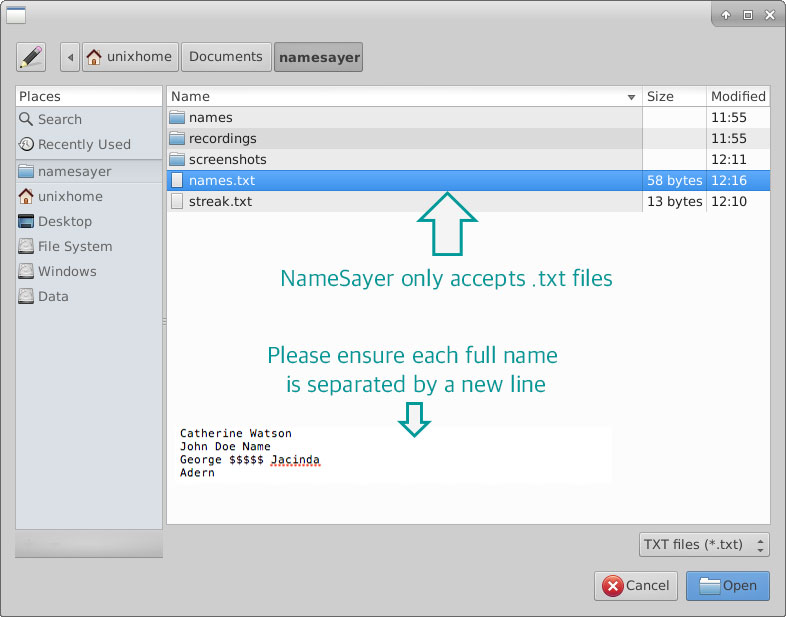 unixhome Documents namesayer
Places
Search
Recently Used
namesayer
unixhome
Desktop
File System
Windows
Data
Name Size Modified
names 11:55
recordings 11:55
screenshots 12:11
names.txt 58 bytes 12:16
streak.txt 13 bytes 12:10
NameSayer only accepts .txt files
Please ensure each full name
is separated by a new line
Catherine Watson
John Doe Name
George $$$$$ Jacinda
Adern
TXT files (*.txt)
Cancel Open